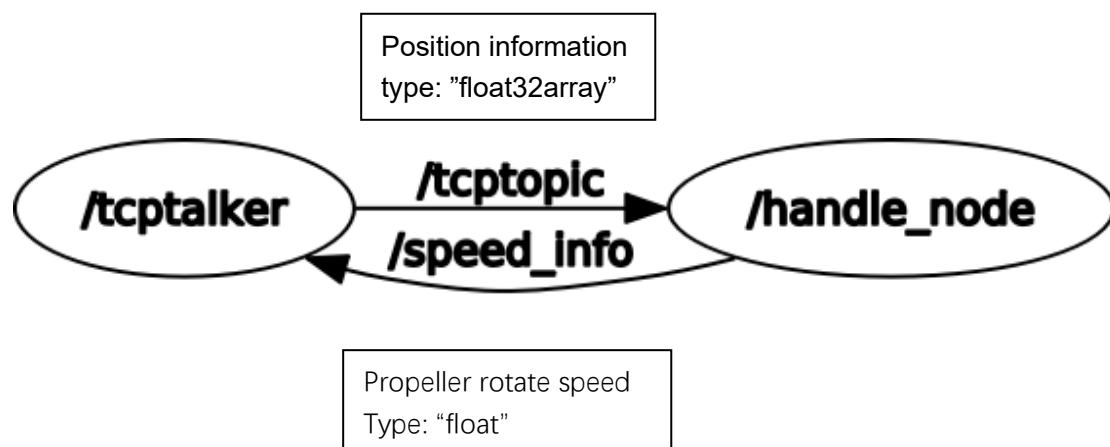 Position information
type: ”float32array”
/tcptalker
/tcptopic
/handle_node
/speed_info
Propeller rotate speed
Type: “float”